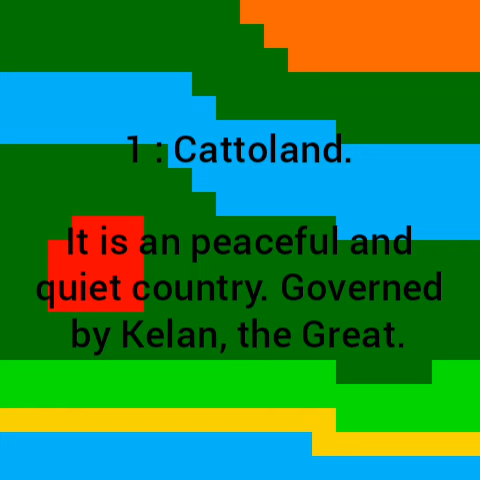 1 : Cattoland.
It is an peaceful and
quiet country. Governed
by Kelan, the Great.